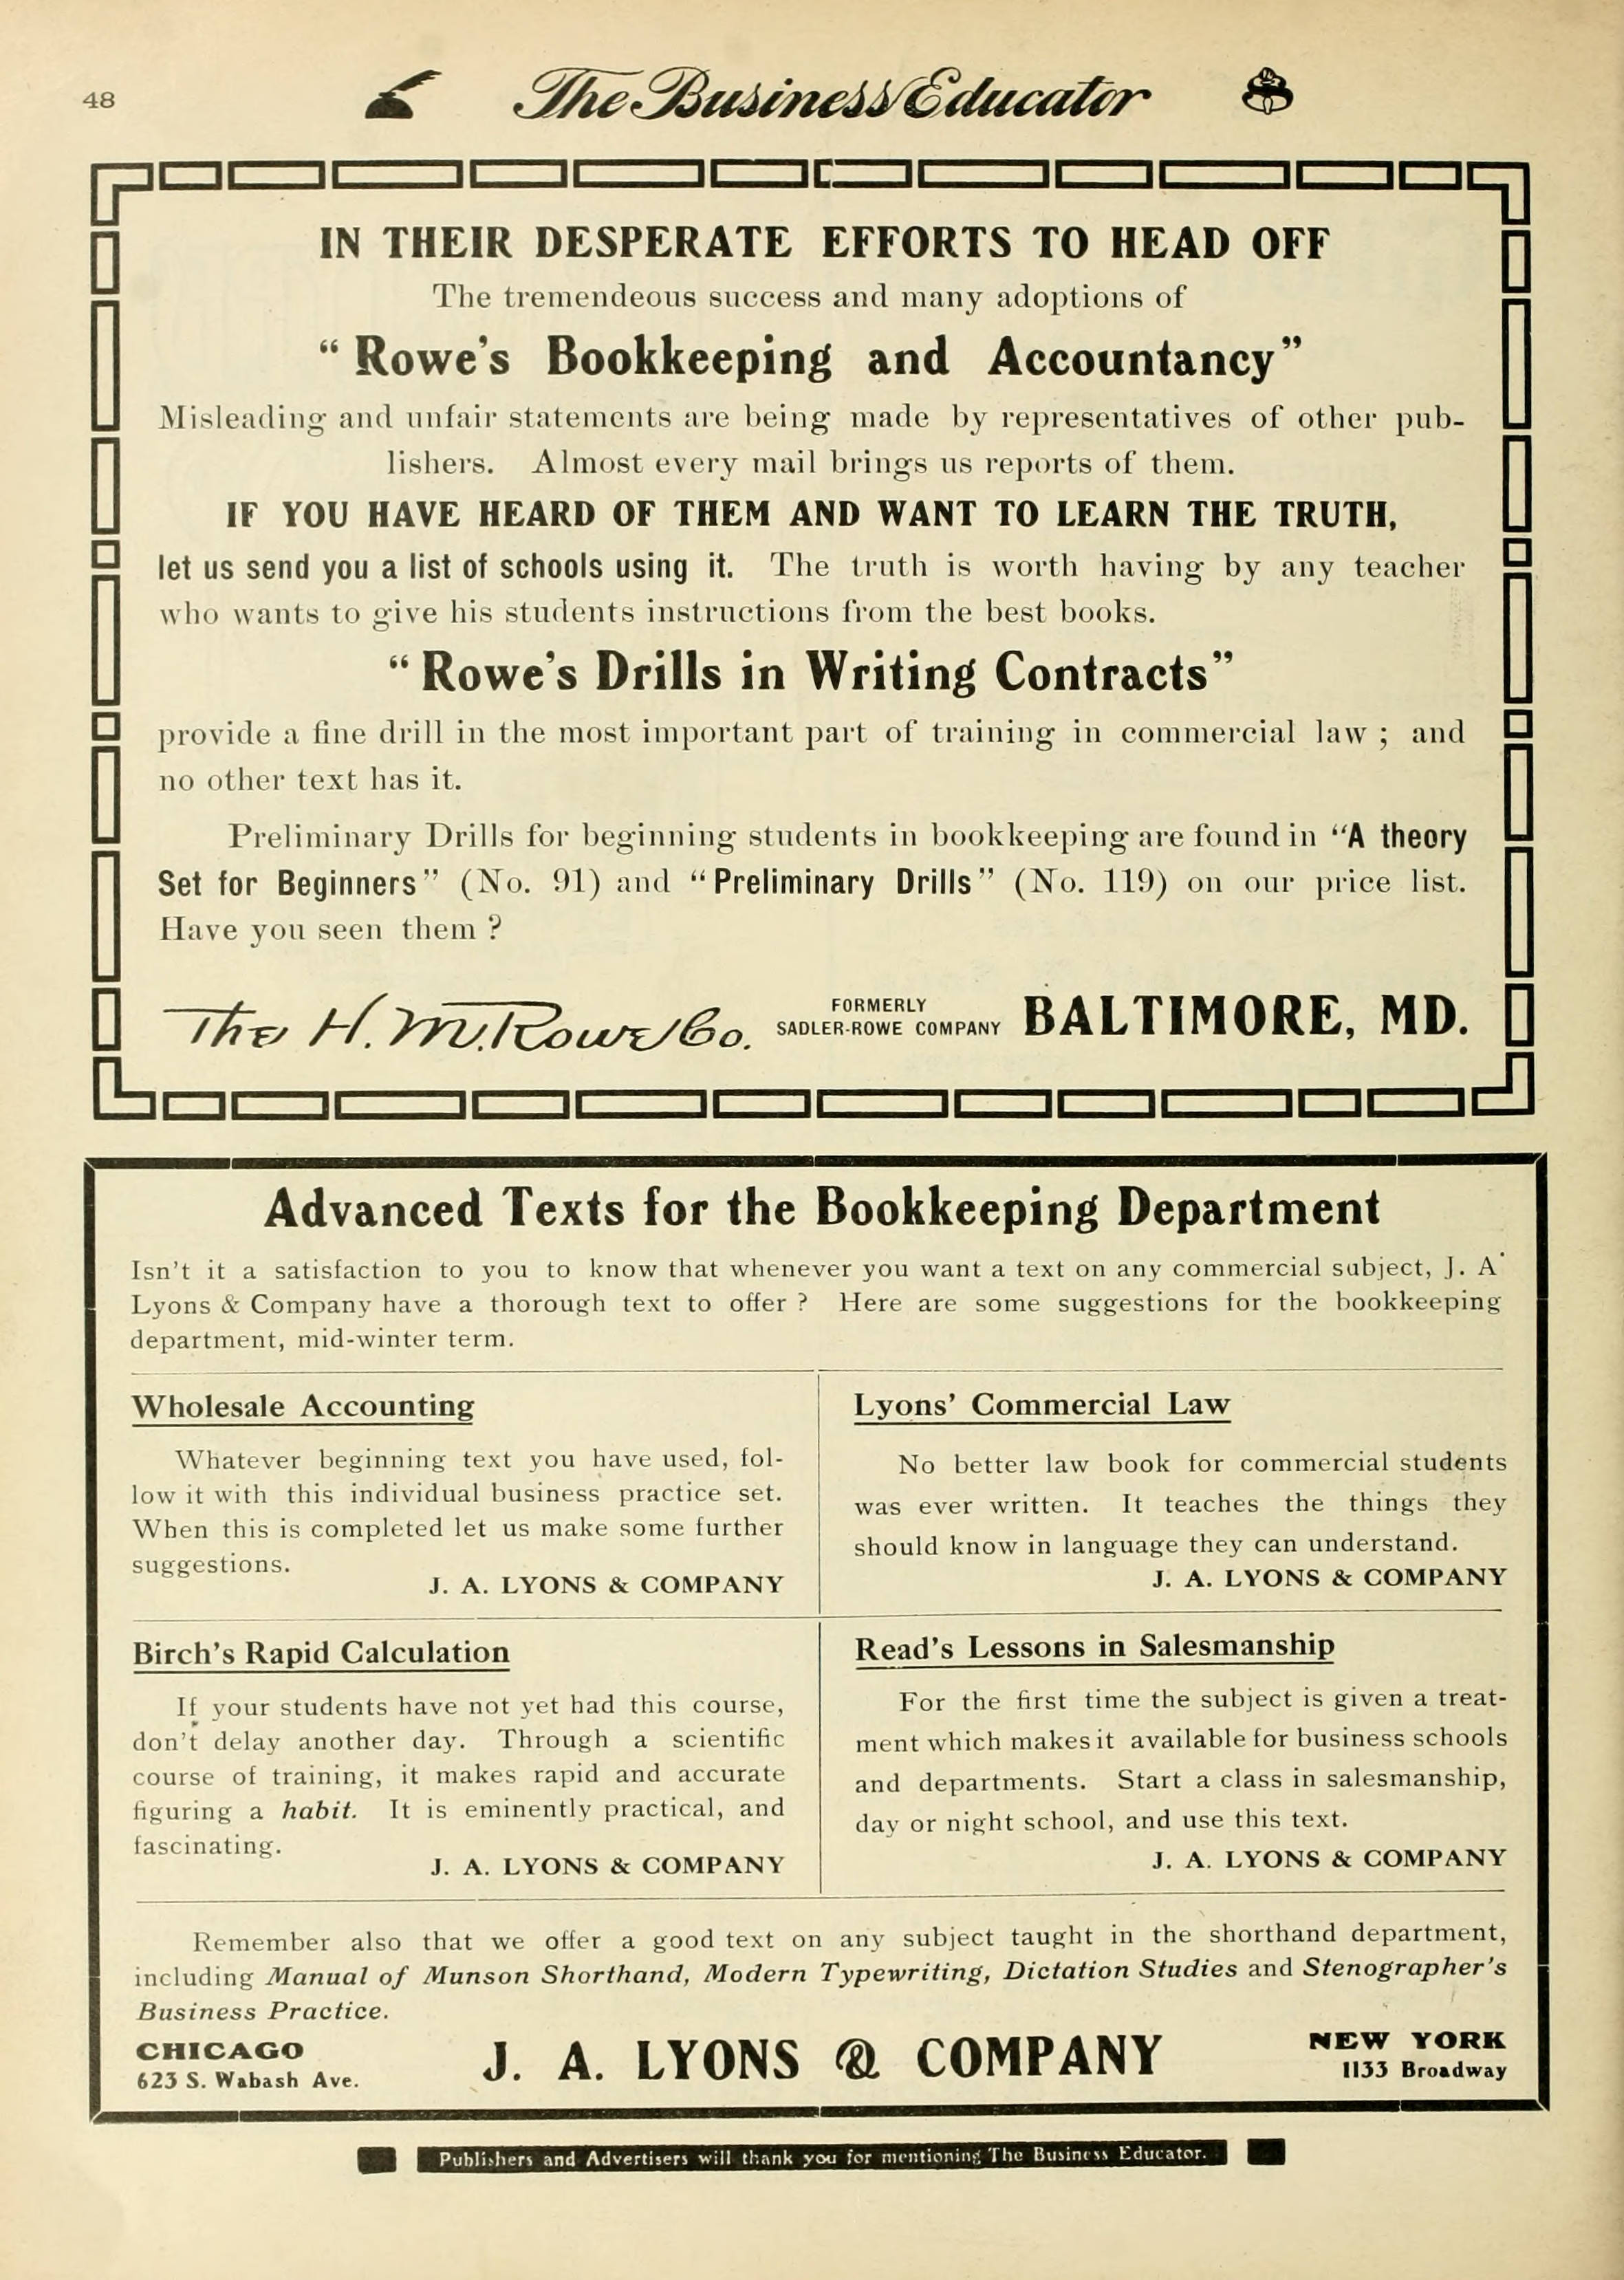 48
The Business Educator
IN THEIR DESPERATE EFFORTS TO HEAD OFF
The tremendeous success and many adoptions of
“Rowe's Bookkeeping and Accountancy”
Misleading and unfair statements are being made by representatives of other pub-
lishers. Almost every mail brings us reports of them.
IF YOU HAVE HEARD OF THEM AND WANT TO LEARN THE TRUTH,
let us send you a list of schools using it. The truth is worth having by any teacher
who wants to give his students instructions from the best books.
“Rowe's Drills in Writing Contracts”
provide a fine drill in the most important part of training in commercial law ; and
no other text has it.
Preliminary Drills for beginning students in bookkeeping are found in “A theory
Set for Beginners” (No. 91) and “Preliminary Drills” (No. 119) on our price list.
Have you seen them ?
The H. M. Rowe Co. FORMERLY SADLER-ROWE COMPANY BALTIMORE, MD.
Advanced Texts for the Bookkeeping Department
Isn't it a satisfaction to you to know that whenever you want a text on any commercial subject, J. A.
Lyons & Company have a thorough text to offer ? Here are some suggestions for the bookkeeping
department, mid-winter term.
Wholesale Accounting
Whatever beginning text you have used, fol-
low it with this individual business practice set.
When this is completed let us make some further
suggestions.
J. A. LYONS & COMPANY
Lyons' Commercial Law
No better law book for commercial students
was ever written. It teaches the things they
should know in language they can understand.
J. A. LYONS & COMPANY
Birch's Rapid Calculation
If your students have not yet had this course,
don't delay another day. Through a scientific
course of training, it makes rapid and accurate
figuring a habit. It is eminently practical, and
fascinating.
J. A. LYONS & COMPANY
Read's Lessons in Salesmanship
For the first time the subject is given a treat-
ment which makes it available for business schools
and departments. Start a class in salesmanship,
day or night school, and use this text.
J. A. LYONS & COMPANY
Remember also that we offer a good text on any subject taught in the shorthand department,
including Manual of Munson Shorthand, Modern Typewriting, Dictation Studies and Stenographer's
Business Practice.
CHICAGO
623 S. Wabash Ave.
J. A. LYONS & COMPANY
NEW YORK
1133 Broadway
Publishers and Advertisers will thank you for mentioning The Business Educator.